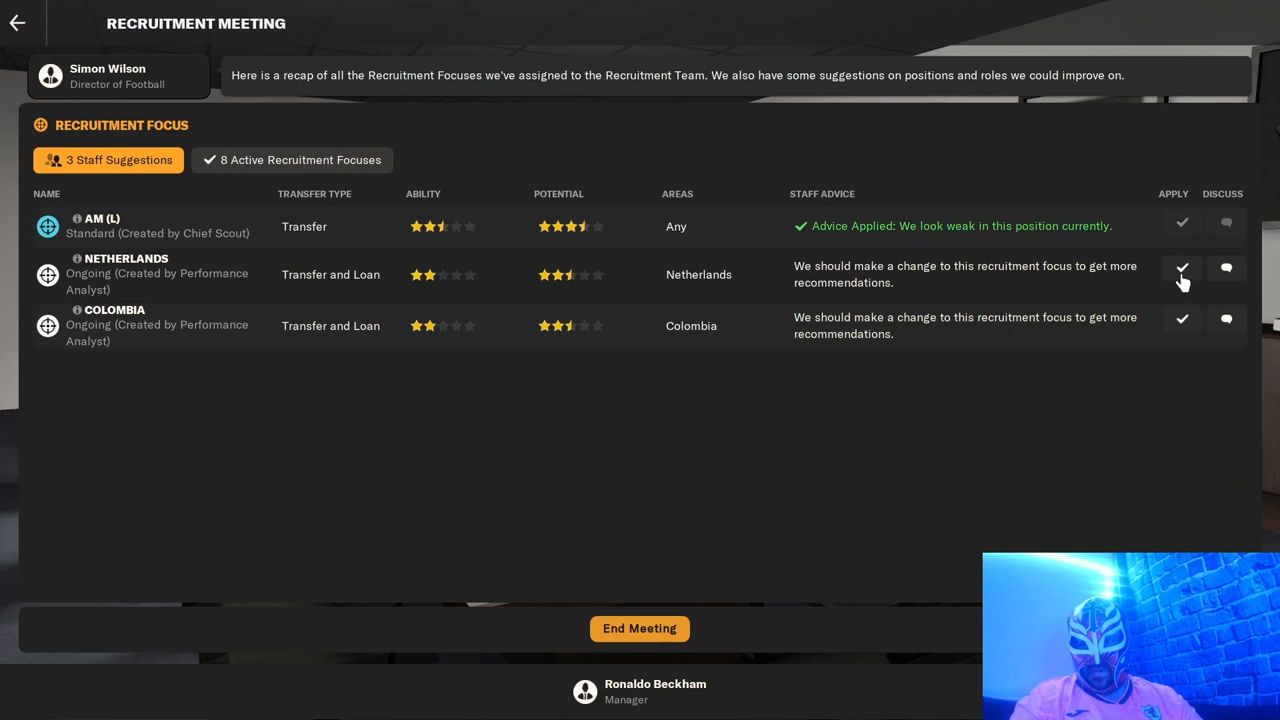 RECRUITMENT MEETING
Simon Wilson
Director of Football
Here is a recap of all the Recruitment Focuses we've assigned to the Recruitment Team. We also have some suggestions on positions and roles we could improve on.
RECRUITMENT FOCUS
3 Staff Suggestions
8 Active Recruitment Focuses
NAME TRANSFER TYPE ABILITY POTENTIAL AREAS STAFF ADVICE APPLY DISCUSS
AM (L)
Standard (Created by Chief Scout)
Transfer
Any
Advice Applied: We look weak in this position currently.
NETHERLANDS
Ongoing (Created by Performance
Analyst)
Transfer and Loan
Netherlands
We should make a change to this recruitment focus to get more
recommendations.
COLOMBIA
Ongoing (Created by Performance
Analyst)
Transfer and Loan
Colombia
We should make a change to this recruitment focus to get more
recommendations.
End Meeting
Ronaldo Beckham
Manager